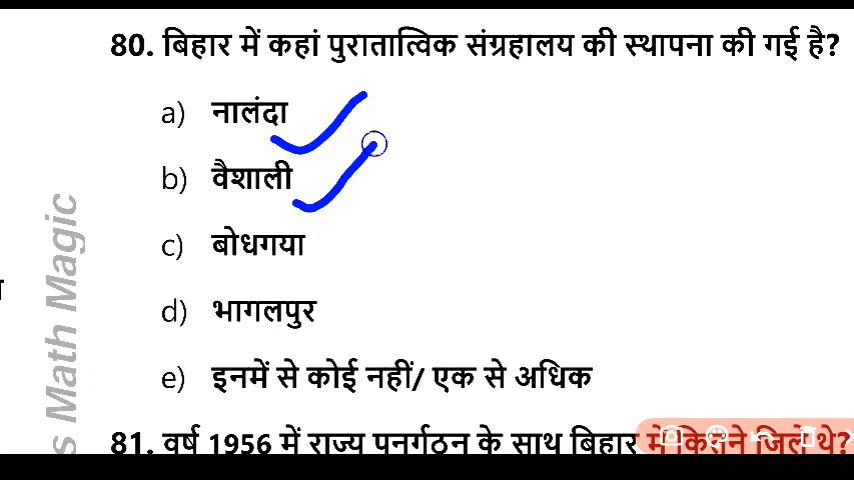 80. बिहार में कहां पुरातात्विक संग्रहालय की स्थापना की गई है?
a) नालंदा
b) वैशाली
c) बोधगया
d) भागलपुर
e) इनमें से कोई नहीं/ एक से अधिक
81. वर्ष 1956 में राज्य पुनर्गठन के साथ बिहार में कितने जिले थे?
s Math Magic